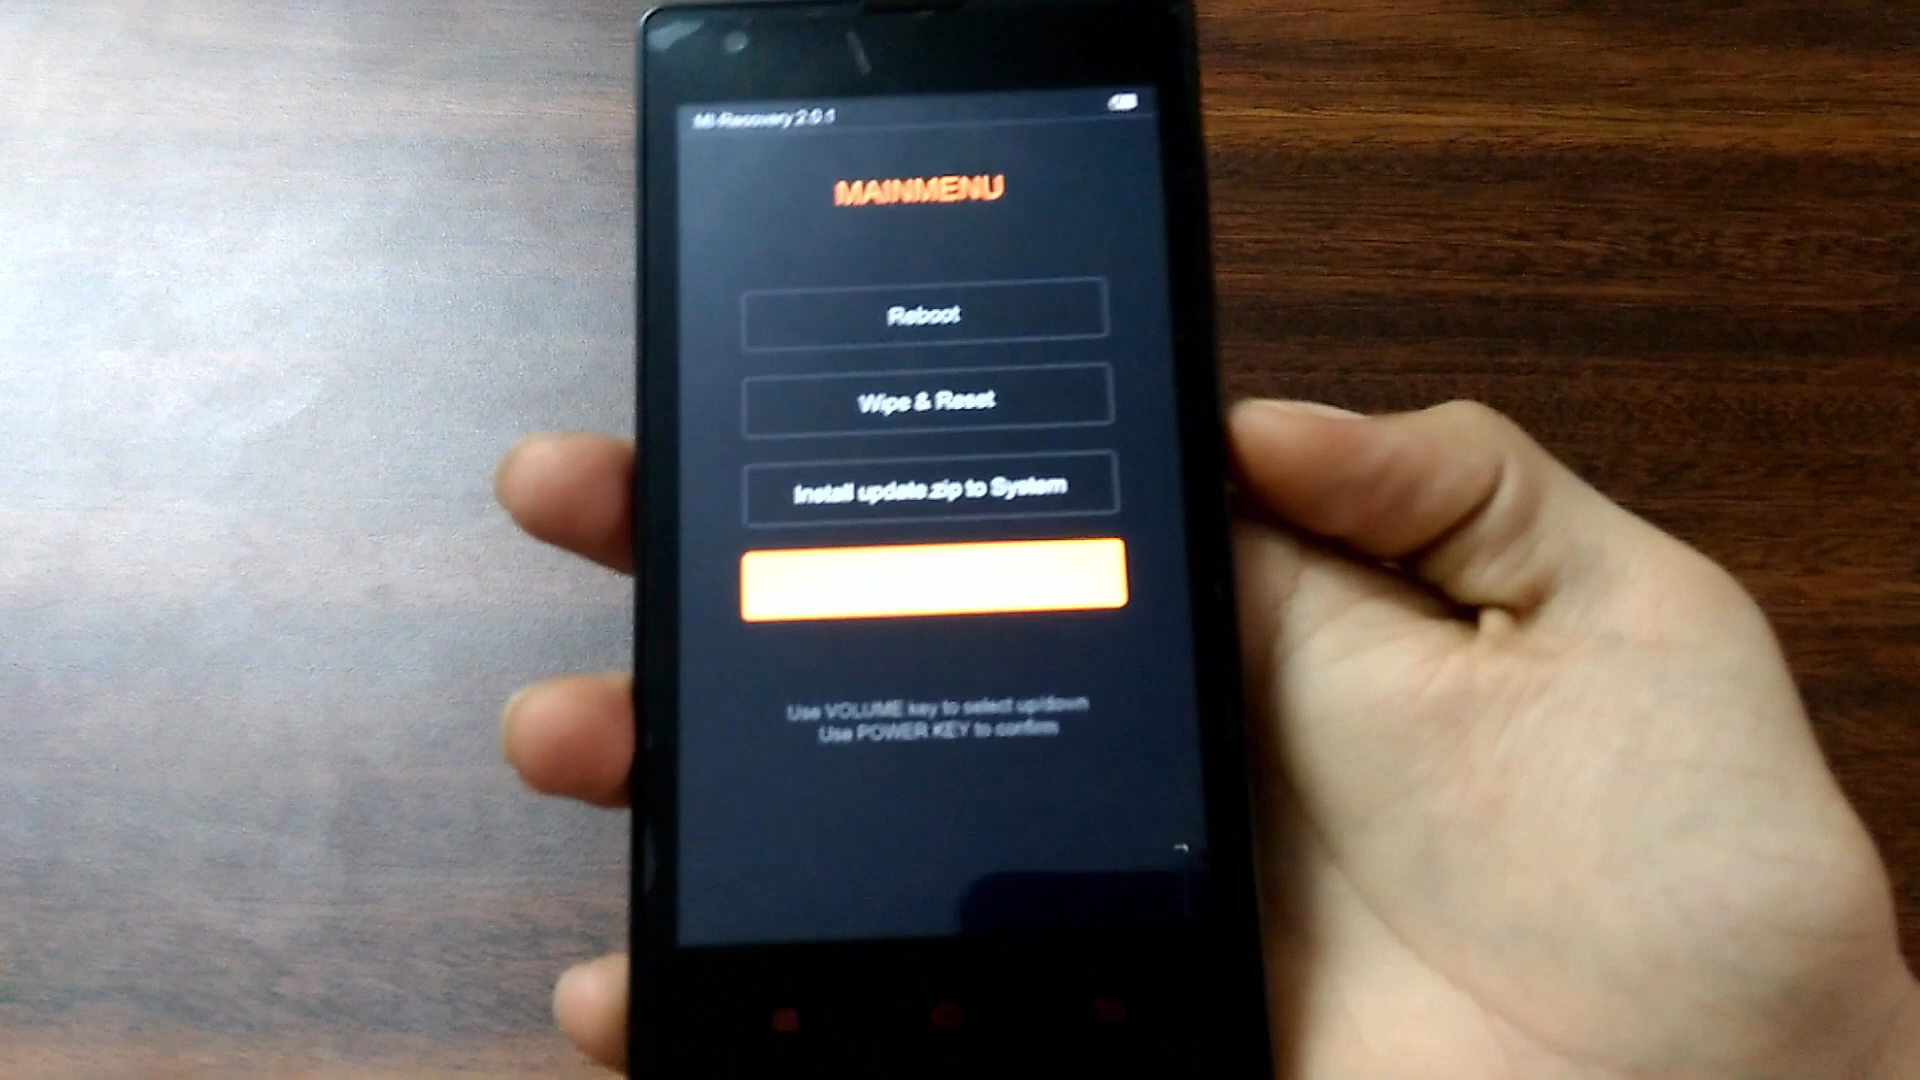 Mi-Recovery 2.0.1
MAINMENU
Reboot
Wipe & Reset
Install update.zip to System
Use VOLUME key to select up/down
Use POWER KEY to confirm